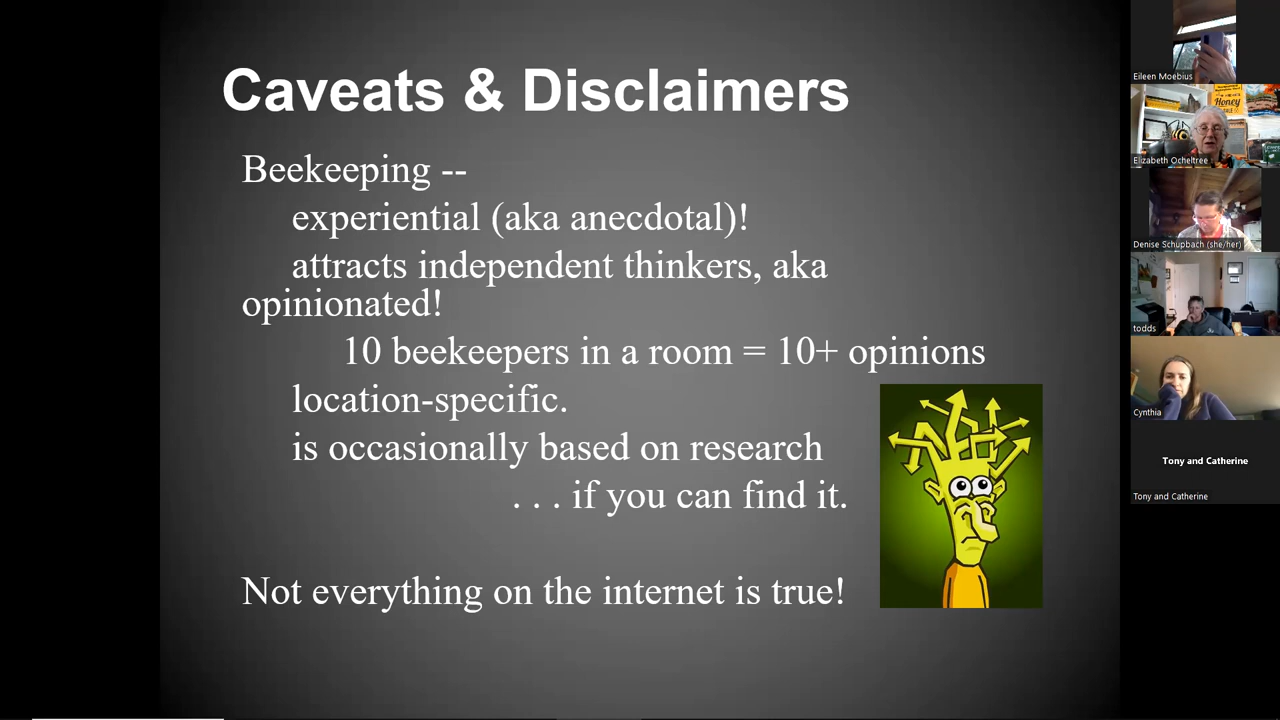 Caveats & Disclaimers
Beekeeping --
experiential (aka anecdotal)!
attracts independent thinkers, aka
opinionated!
10 beekeepers in a room = 10+ opinions
location-specific.
is occasionally based on research
. . . if you can find it.
Not everything on the internet is true!
Eileen Moebius
Honey
Elizabeth Ocheltree
Denise Schupbach (she/her)
todds
Cynthia
Tony and Catherine
Tony and Catherine